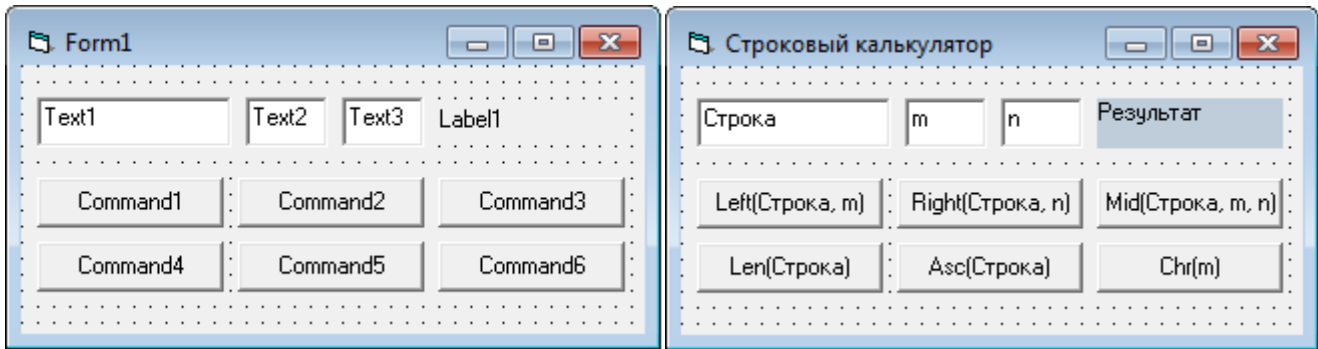 Form1
Text1 Text2 Text3 Label1
Command1 Command2 Command3
Command4 Command5 Command6
Строковый калькулятор
Строка m n Результат
Left(Строка, m) Right(Строка, n) Mid(Строка, m, n)
Len(Строка) Asc(Строка) Chr(m)